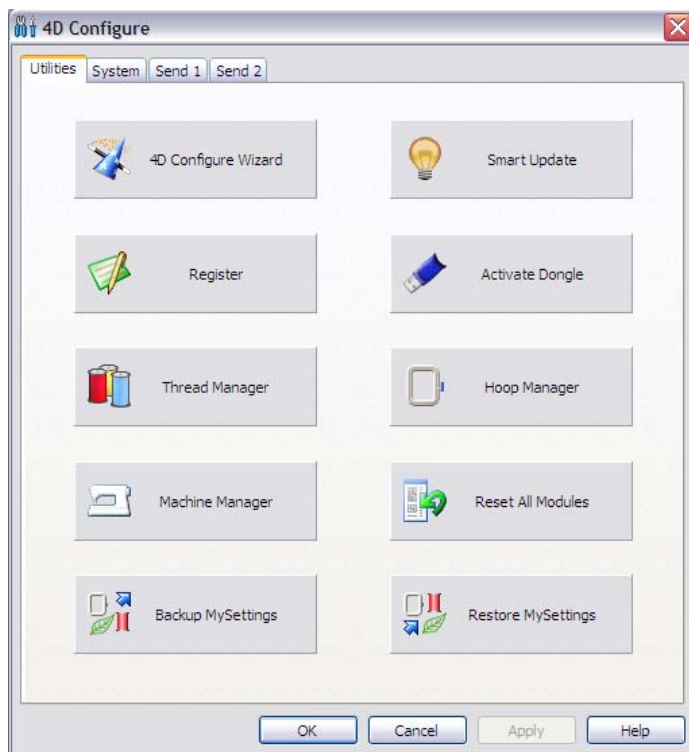 4D Configure
Utilities System Send 1 Send 2
4D Configure Wizard Smart Update
Register Activate Dongle
Thread Manager Hoop Manager
Machine Manager Reset All Modules
Backup MySettings Restore MySettings
OK Cancel Apply Help